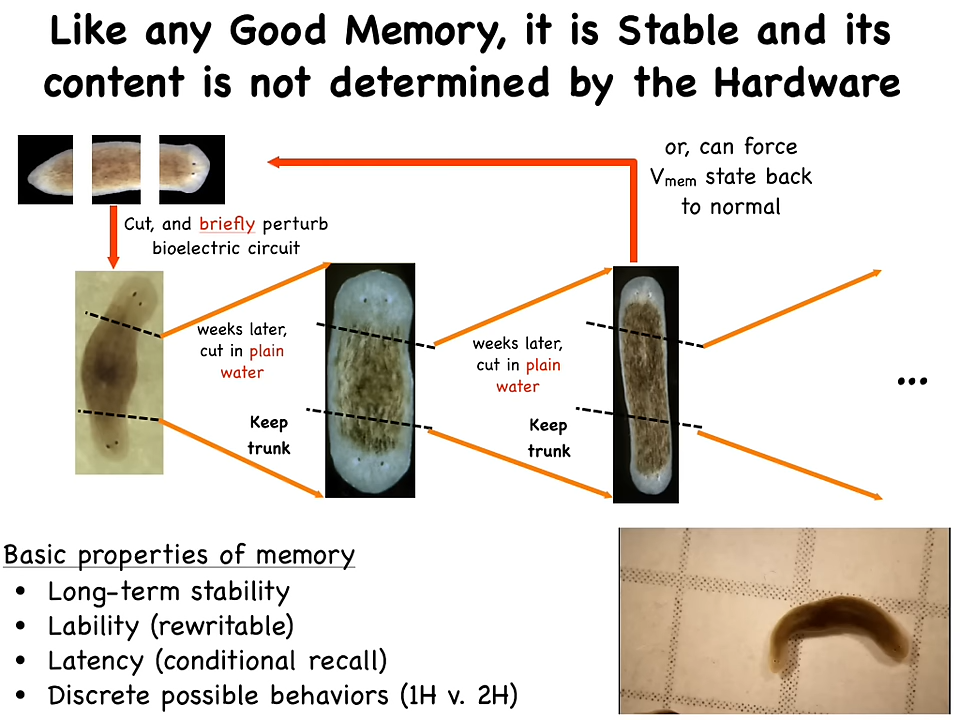 Like any Good Memory, it is Stable and its
content is not determined by the Hardware
or, can force
Vmem state back
to normal
Cut, and briefly perturb
bioelectric circuit
weeks later,
cut in plain
water
Keep
trunk
weeks later,
cut in plain
water
Keep
trunk
...
Basic properties of memory
• Long-term stability
• Lability (rewritable)
• Latency (conditional recall)
• Discrete possible behaviors (1H v. 2H)